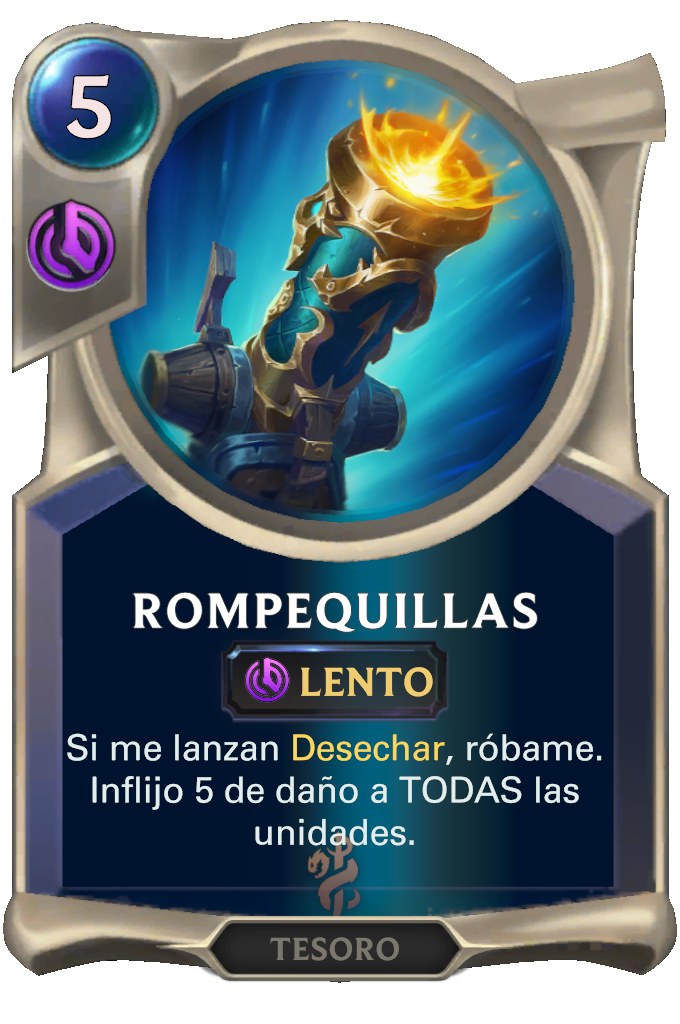 5
ROMPEQUILLAS
LENTO
Si me lanzan Desechar, róbame.
Inflijo 5 de daño a TODAS las
unidades.
TESORO